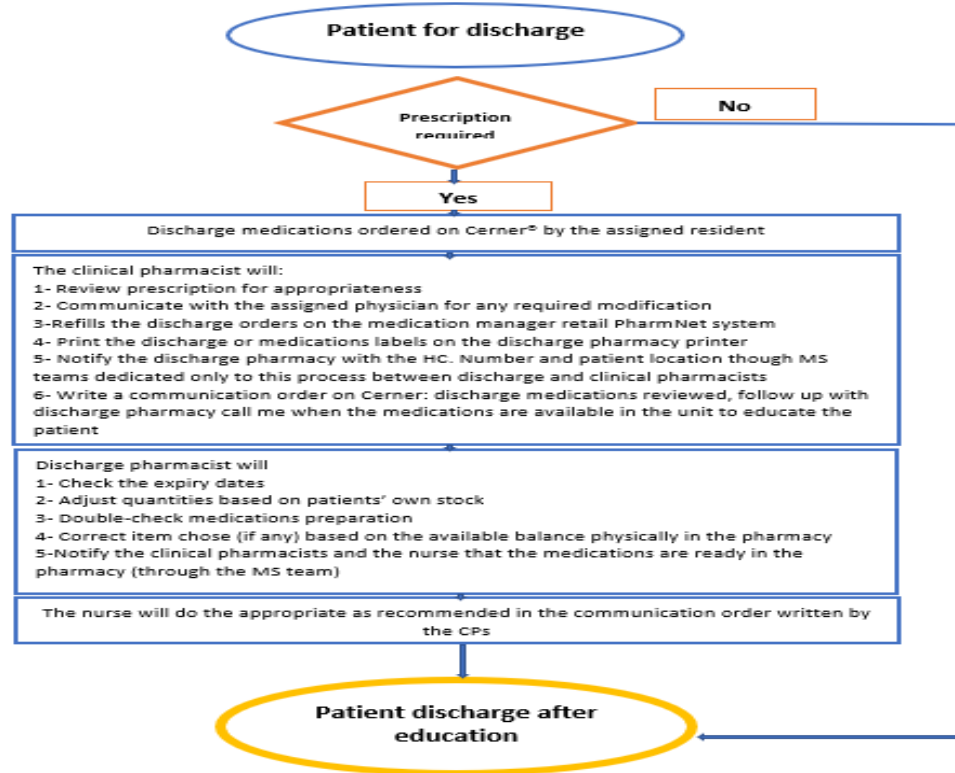 Patient for discharge
Prescription
required
No
Yes
Discharge medications ordered on Cerner® by the assigned resident
The clinical pharmacist will:
1- Review prescription for appropriateness
2- Communicate with the assigned physician for any required modification
3-Refills the discharge orders on the medication manager retail PharmNet system
4- Print the discharge or medications labels on the discharge pharmacy printer
5- Notify the discharge pharmacy with the HC. Number and patient location though MS
teams dedicated only to this process between discharge and clinical pharmacists
6- Write a communication order on Cerner: discharge medications reviewed, follow up with
discharge pharmacy call me when the medications are available in the unit to educate the
patient
Discharge pharmacist will
1- Check the expiry dates
2- Adjust quantities based on patients’ own stock
3- Double-check medications preparation
4- Correct item chose (if any) based on the available balance physically in the pharmacy
5-Notify the clinical pharmacists and the nurse that the medications are ready in the
pharmacy (through the MS team)
The nurse will do the appropriate as recommended in the communication order written by
the CPs
Patient discharge after
education